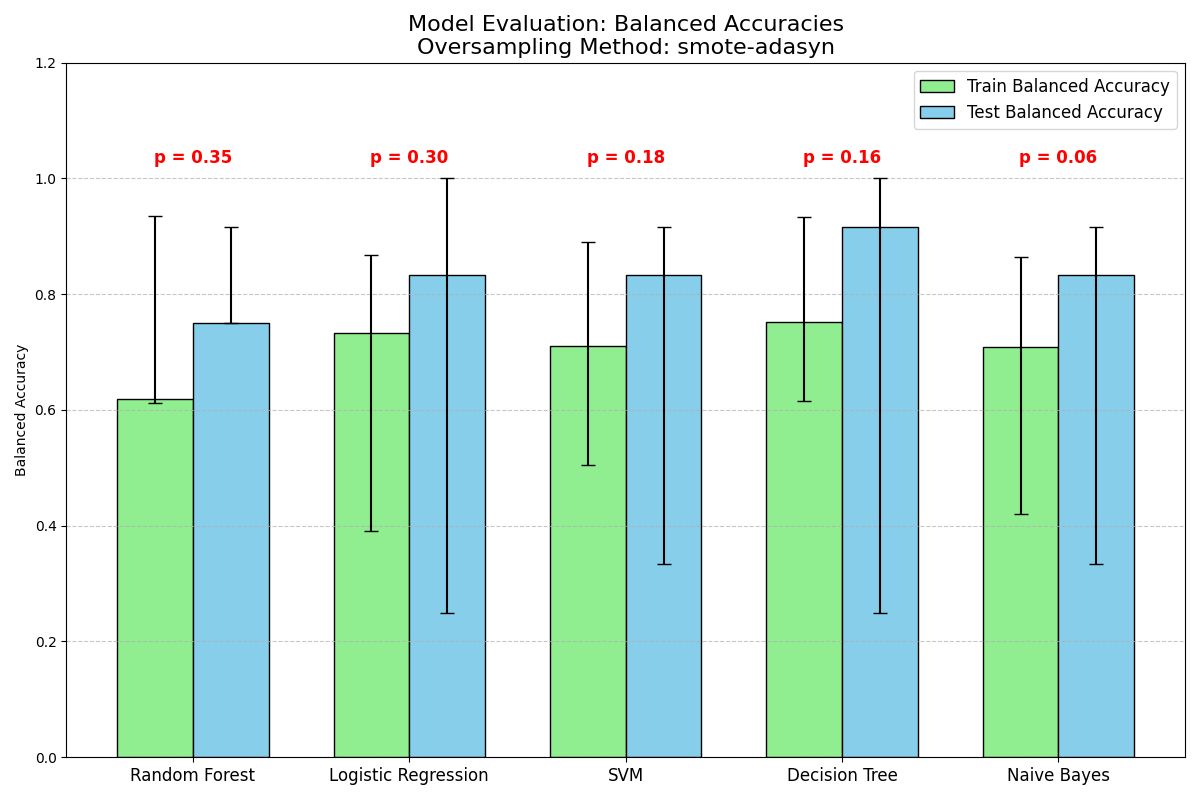 Model Evaluation: Balanced Accuracies
Oversampling Method: smote-adasyn
Train Balanced Accuracy
Test Balanced Accuracy
p = 0.35
p = 0.30
p = 0.18
p = 0.16
p = 0.06
Balanced Accuracy
1.2
1.0
0.8
0.6
0.4
0.2
0.0
Random Forest
Logistic Regression
SVM
Decision Tree
Naive Bayes